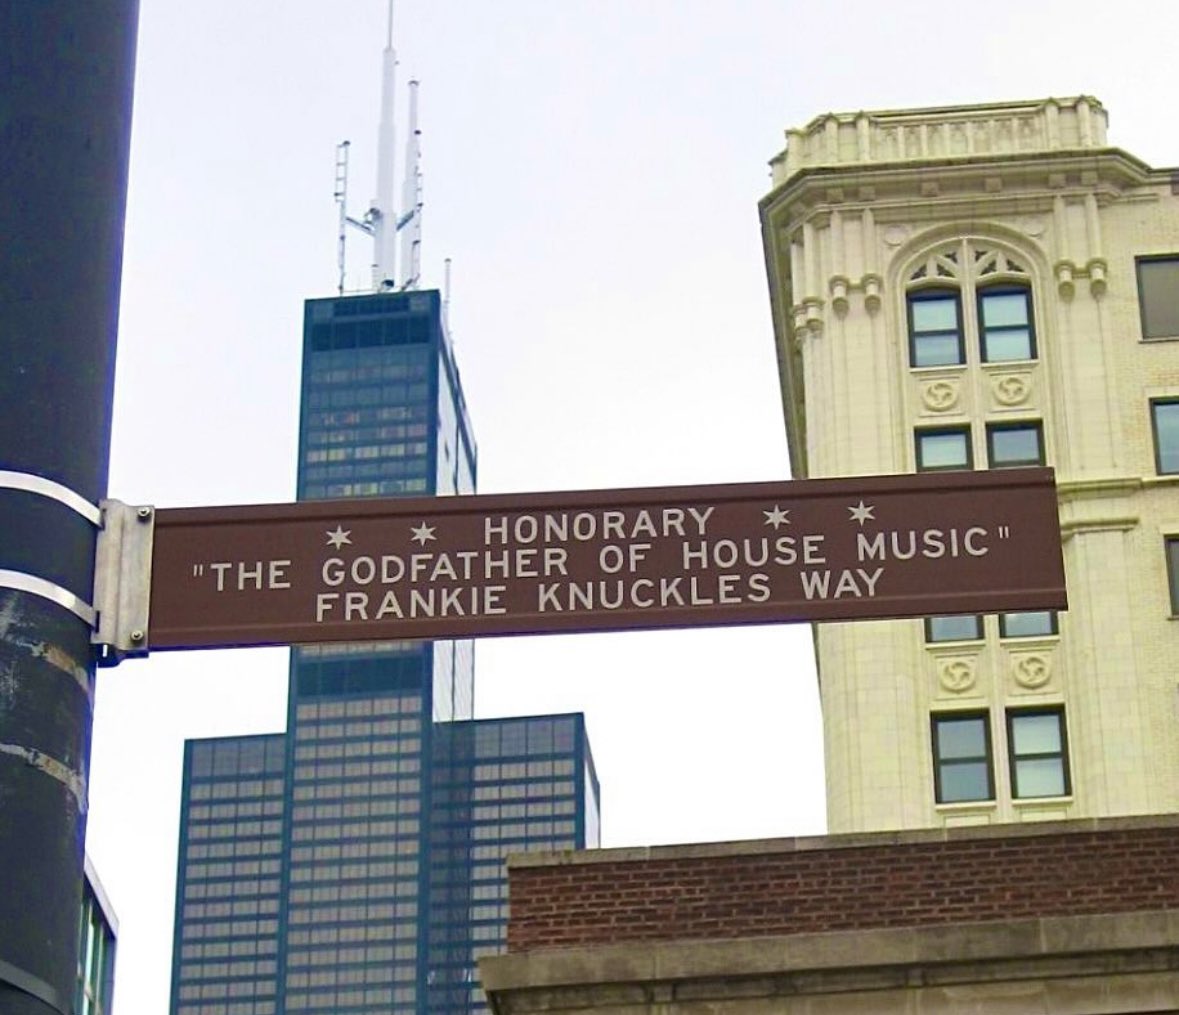 HONORARY
"THE GODFATHER OF HOUSE MUSIC"
FRANKIE KNUCKLES WAY